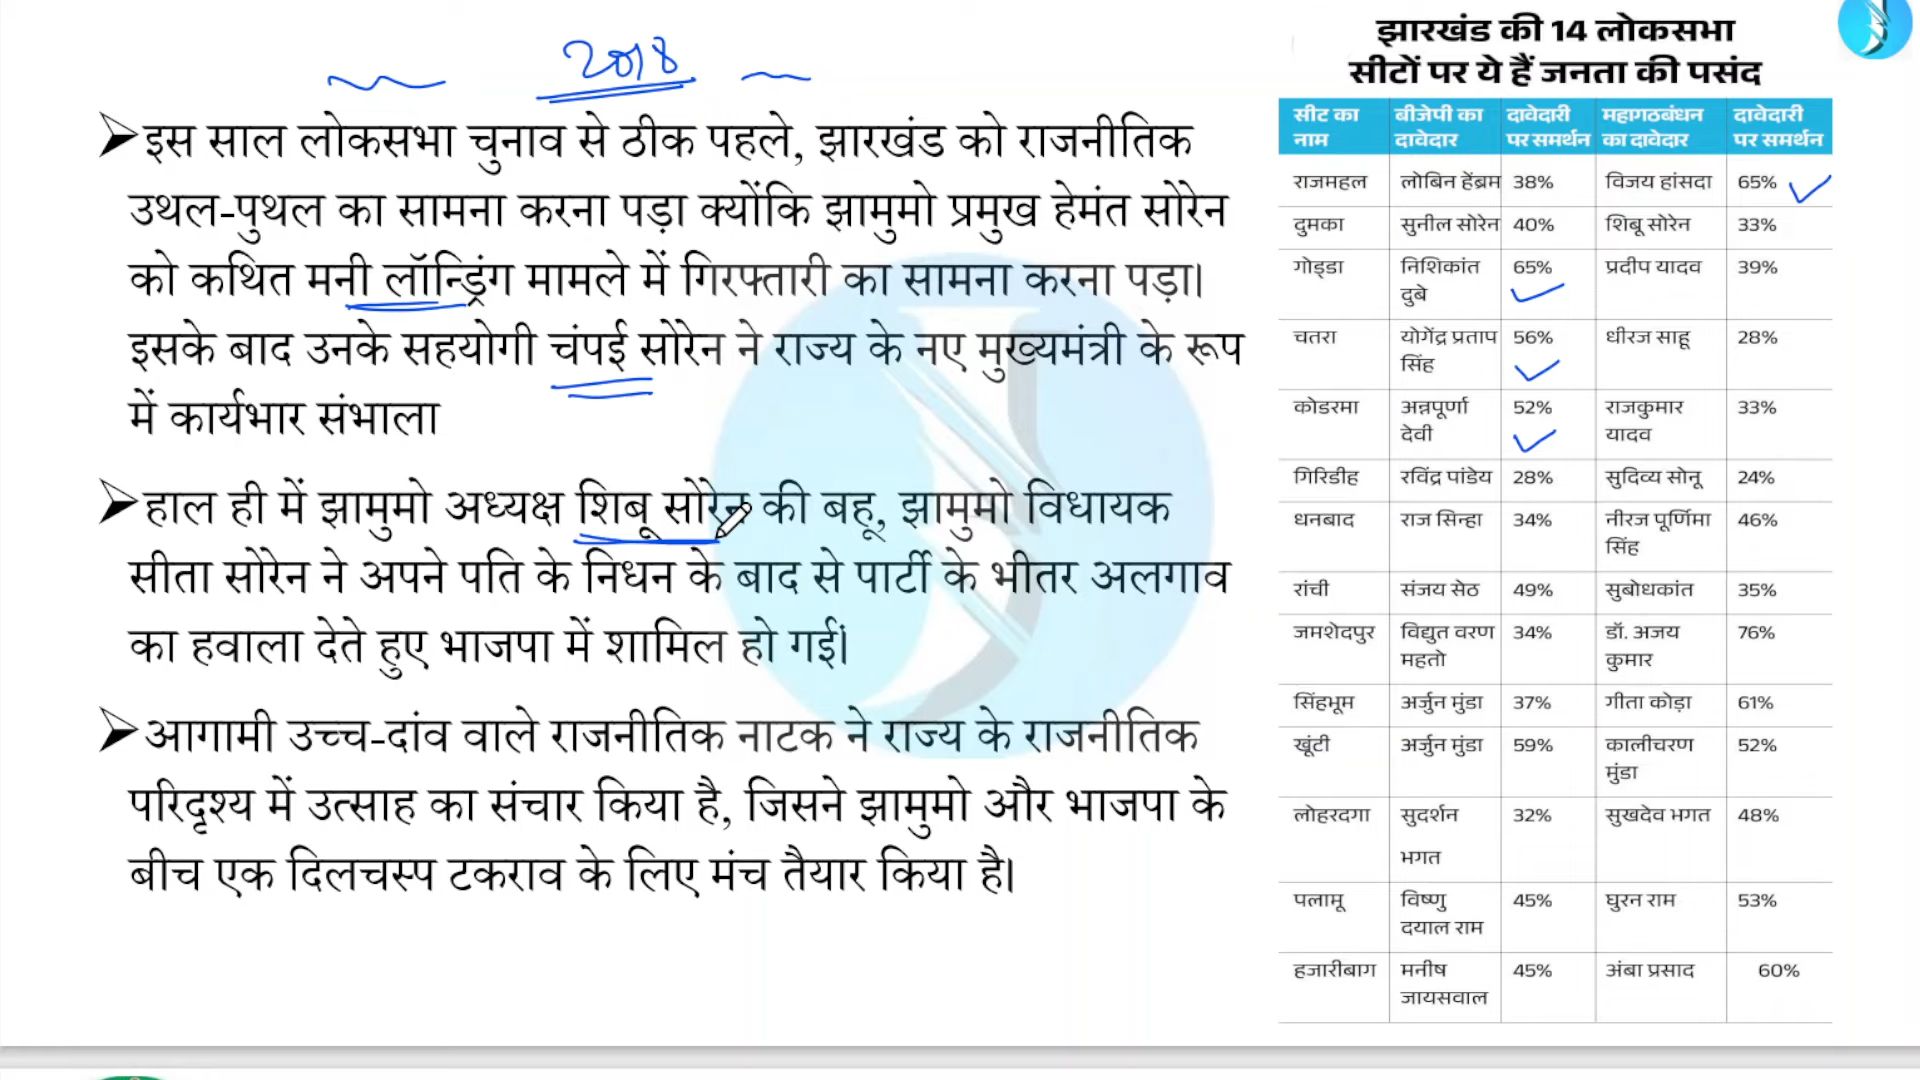 2018
➢इस साल लोकसभा चुनाव से ठीक पहले, झारखंड को राजनीतिक
उथल-पुथल का सामना करना पड़ा क्योंकि झामुमो प्रमुख हेमंत सोरेन
को कथित मनी लॉन्ड्रिंग मामले में गिरफ्तारी का सामना करना पड़ा।
इसके बाद उनके सहयोगी चंपई सोरेन ने राज्य के नए मुख्यमंत्री के रूप
में कार्यभार संभाला
➢हाल ही में झामुमो अध्यक्ष शिबू सोरेन की बहू, झामुमो विधायक
सीता सोरेन ने अपने पति के निधन के बाद से पार्टी के भीतर अलगाव
का हवाला देते हुए भाजपा में शामिल हो गईं।
➢आगामी उच्च-दांव वाले राजनीतिक नाटक ने राज्य के राजनीतिक
परिदृश्य में उत्साह का संचार किया है, जिसने झामुमो और भाजपा के
बीच एक दिलचस्प टकराव के लिए मंच तैयार किया है।
झारखंड की 14 लोकसभा
सीटों पर ये हैं जनता की पसंद
सीट का बीजेपी का दावेदारी महागठबंधन दावेदारी
नाम दावेदार पर समर्थन का दावेदार पर समर्थन
राजमहल लोबिन हेंब्रम 38% विजय हांसदा 65%
दुमका सुनील सोरेन 40% शिबू सोरेन 33%
गोड्डा निशिकांत 65% प्रदीप यादव 39%
दुबे
चतरा योगेंद्र प्रताप 56% धीरज साहू 28%
सिंह
कोडरमा अन्नपूर्णा 52% राजकुमार 33%
देवी यादव
गिरिडीह रविंद्र पांडेय 28% सुदिव्य सोनू 24%
धनबाद राज सिन्हा 34% नीरज पूर्णिमा 46%
सिंह
रांची संजय सेठ 49% सुबोधकांत 35%
जमशेदपुर विद्युत वरण 34% डॉ. अजय 76%
महतो कुमार
सिंहभूम अर्जुन मुंडा 37% गीता कोड़ा 61%
खूंटी अर्जुन मुंडा 59% कालीचरण 52%
मुंडा
लोहरदगा सुदर्शन 32% सुखदेव भगत 48%
भगत
पलामू विष्णु 45% घुरन राम 53%
दयाल राम
हजारीबाग मनीष 45% अंबा प्रसाद 60%
जायसवाल